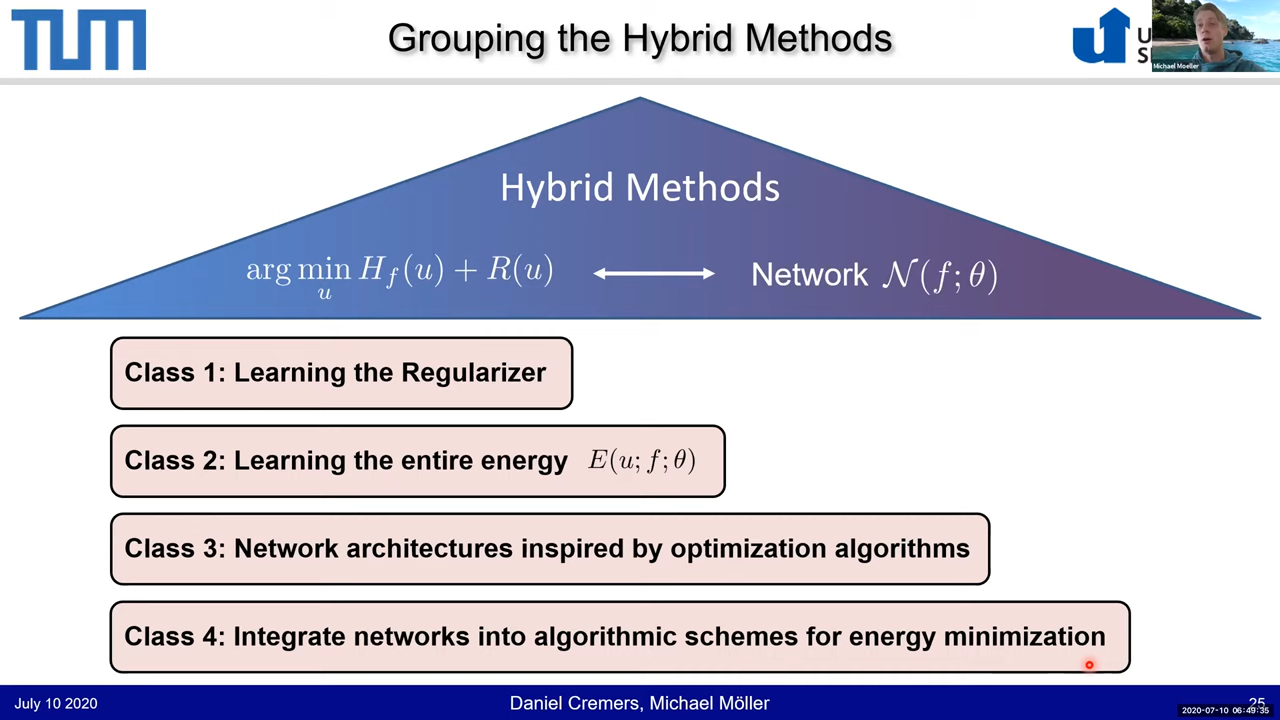 TUM
Grouping the Hybrid Methods
Michael Moeller
Hybrid Methods
arg min H_f(u) + R(u)
u
Network 𝒩(f; θ)
Class 1: Learning the Regularizer
Class 2: Learning the entire energy E(u; f; θ)
Class 3: Network architectures inspired by optimization algorithms
Class 4: Integrate networks into algorithmic schemes for energy minimization
July 10 2020
Daniel Cremers, Michael Möller
25
2020-07-10 06:49:35